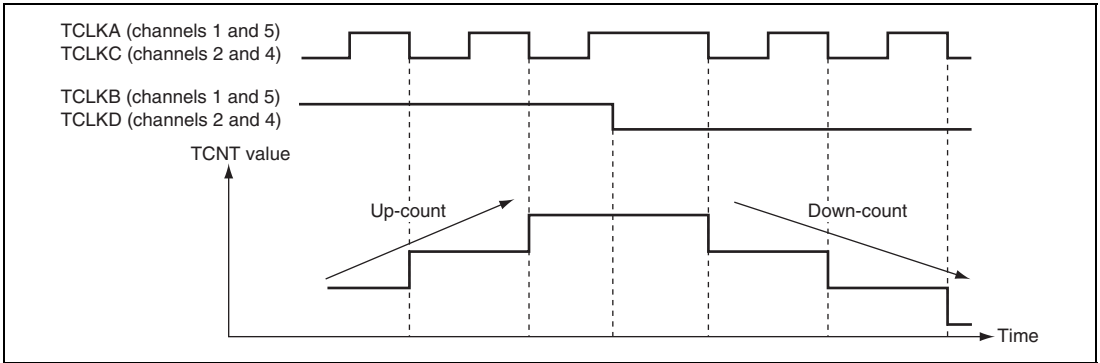 TCLKA (channels 1 and 5)
TCLKC (channels 2 and 4)
TCLKB (channels 1 and 5)
TCLKD (channels 2 and 4)
TCNT value
Up-count
Down-count
Time